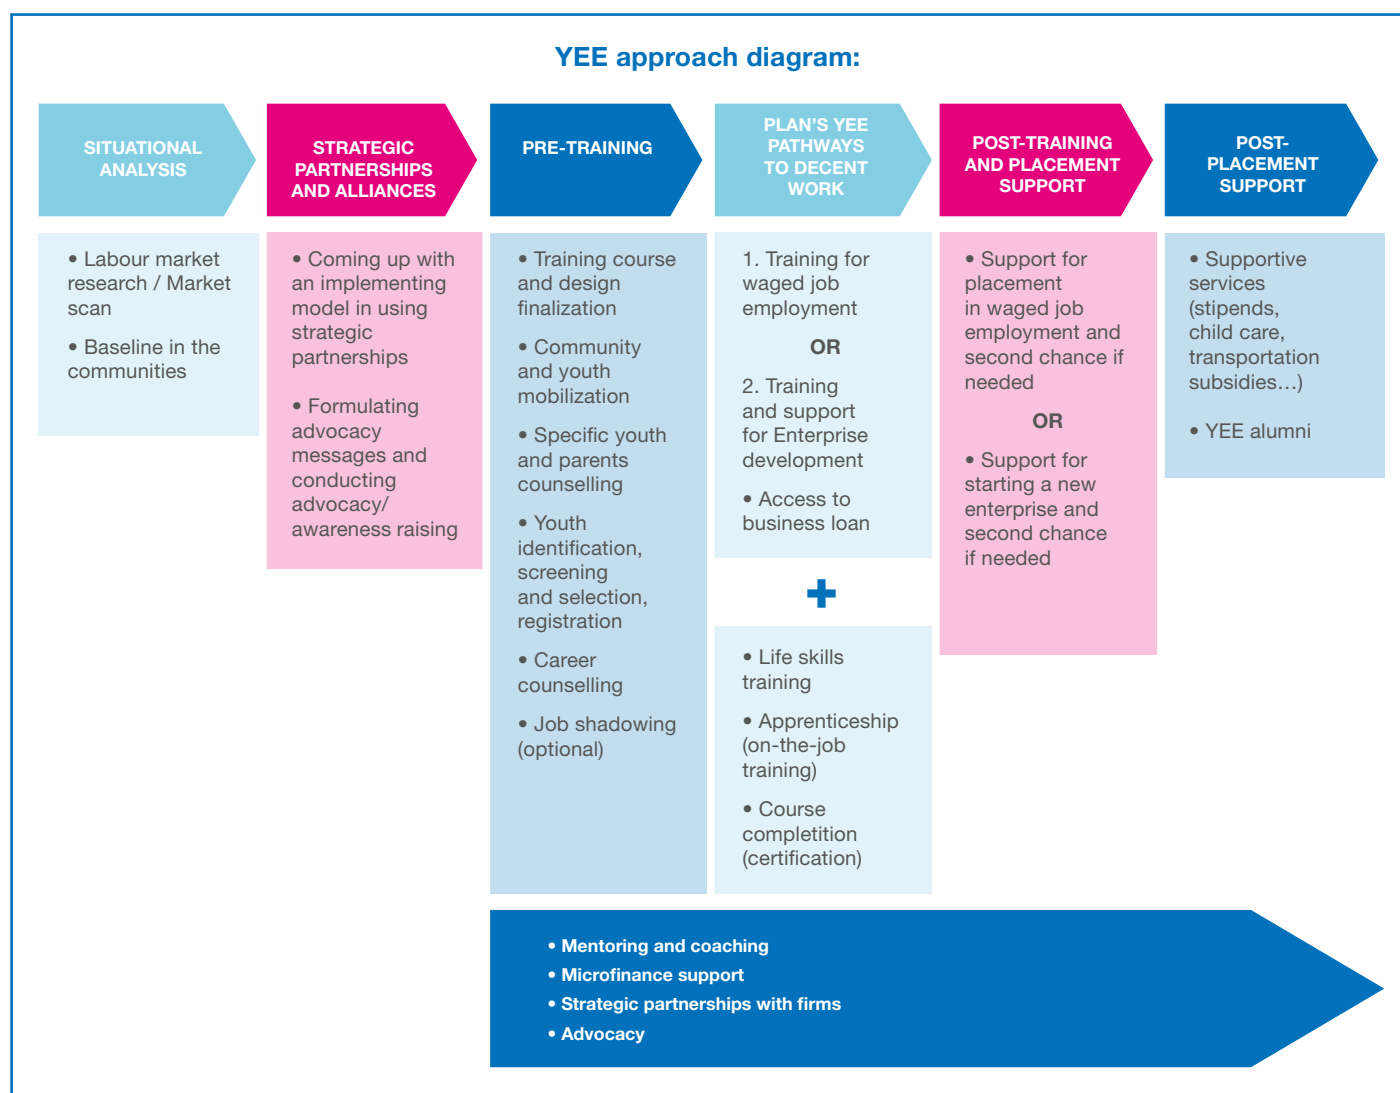 YEE approach diagram:
SITUATIONAL
ANALYSIS
STRATEGIC
PARTNERSHIPS
AND ALLIANCES
PRE-TRAINING
PLAN'S YEE
PATHWAYS
TO DECENT
WORK
POST-TRAINING
AND PLACEMENT
SUPPORT
POST-
PLACEMENT
SUPPORT
• Labour market
research / Market
scan
• Baseline in the
communities
• Coming up with
an implementing
model in using
strategic
partnerships
• Formulating
advocacy
messages and
conducting
advocacy/
awareness raising
• Training course
and design
finalization
• Community
and youth
mobilization
• Specific youth
and parents
counselling
• Youth
identification,
screening
and selection,
registration
• Career
counselling
• Job shadowing
(optional)
1. Training for
waged job
employment
OR
2. Training
and support
for Enterprise
development
• Access to
business loan
+
• Life skills
training
• Apprenticeship
(on-the-job
training)
• Course
completition
(certification)
• Support for
placement
in waged job
employment and
second chance if
needed
OR
• Support for
starting a new
enterprise and
second chance
if needed
• Supportive
services
(stipends,
child care,
transportation
subsidies…)
• YEE alumni
• Mentoring and coaching
• Microfinance support
• Strategic partnerships with firms
• Advocacy